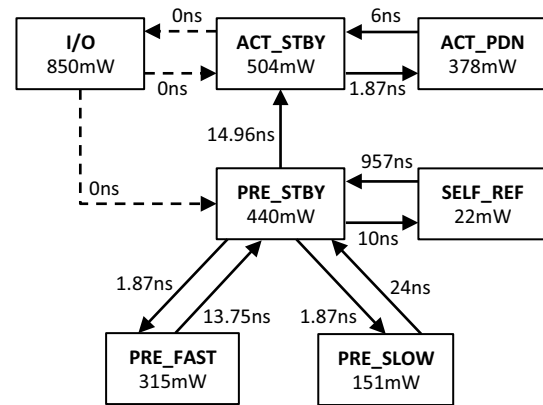 0ns
6ns
I/O
850mW
ACT_STBY
504mW
ACT_PDN
378mW
0ns
1.87ns
14.96ns
957ns
0ns
PRE_STBY
440mW
SELF_REF
22mW
10ns
1.87ns
24ns
13.75ns
1.87ns
PRE_FAST
315mW
PRE_SLOW
151mW